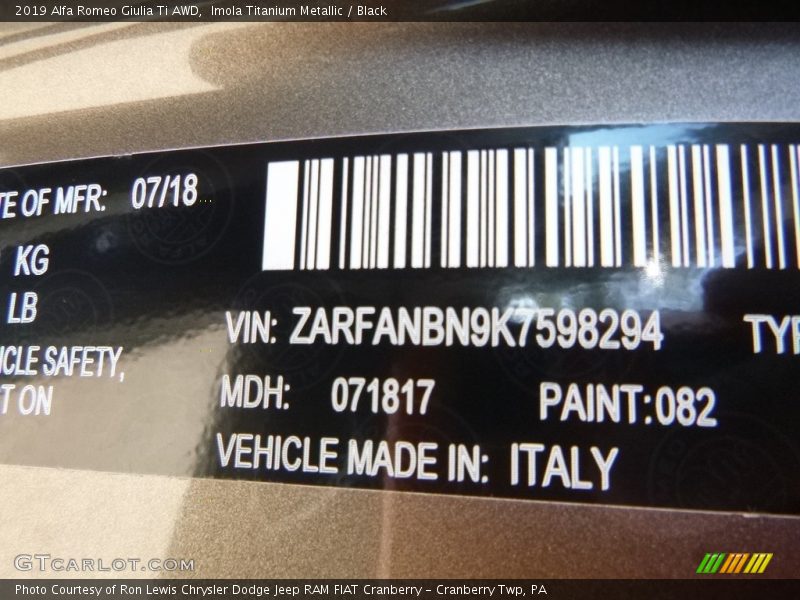 2019 Alfa Romeo Giulia Ti AWD, Imola Titanium Metallic / Black
TE OF MFR: 07/18
KG
LB
ICLE SAFETY,
T ON
VIN: ZARFANBN9K7598294
TYP
MDH: 071817 PAINT:082
VEHICLE MADE IN: ITALY
GTCARLOT.COM
Photo Courtesy of Ron Lewis Chrysler Dodge Jeep RAM FIAT Cranberry – Cranberry Twp, PA